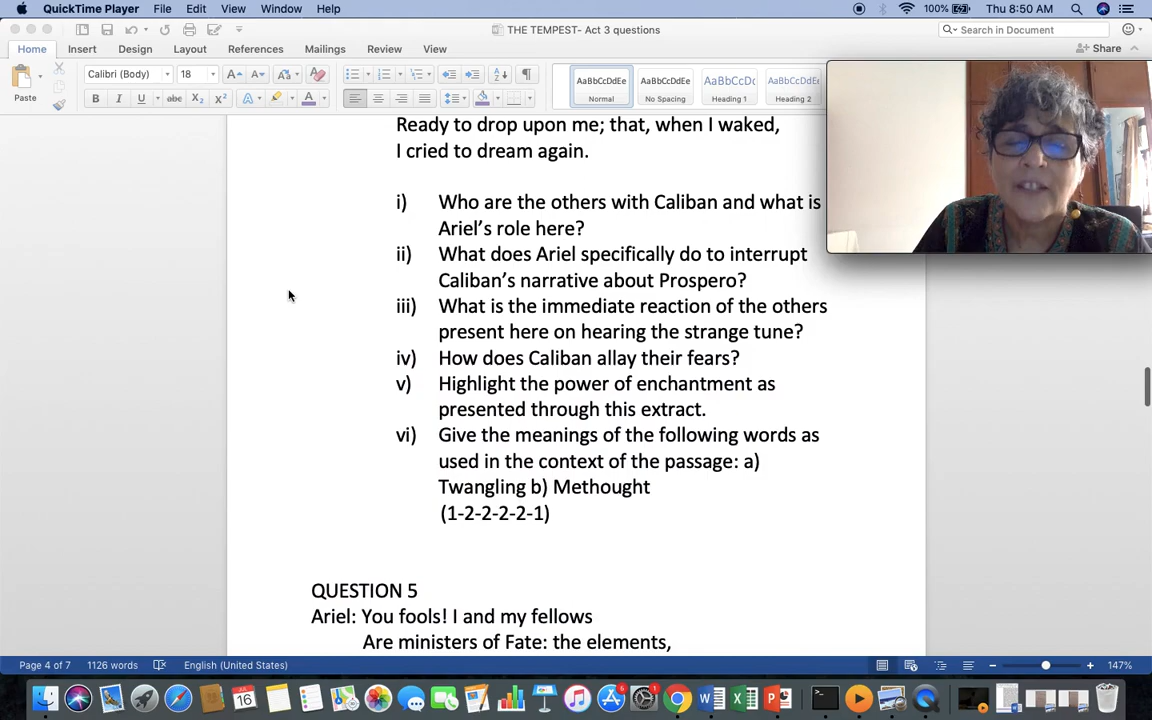 QuickTime Player File Edit View Window Help 100% Thu 8:50 AM
THE TEMPEST- Act 3 questions
Search in Document
Home Insert Design Layout References Mailings Review View
Share
Paste
Calibri (Body) 18
AaBbCcDdEe AaBbCcDdEe AaBbCcDc AaBbCcDdEe
Normal No Spacing Heading 1 Heading 2
B I U abc X2 X2 A A
Ready to drop upon me; that, when I waked,
I cried to dream again.
i) Who are the others with Caliban and what is
Ariel’s role here?
ii) What does Ariel specifically do to interrupt
Caliban’s narrative about Prospero?
iii) What is the immediate reaction of the others
present here on hearing the strange tune?
iv) How does Caliban allay their fears?
v) Highlight the power of enchantment as
presented through this extract.
vi) Give the meanings of the following words as
used in the context of the passage: a)
Twangling b) Methought
(1-2-2-2-2-1)
QUESTION 5
Ariel: You fools! I and my fellows
Are ministers of Fate: the elements,
Page 4 of 7 1126 words English (United States) 147%